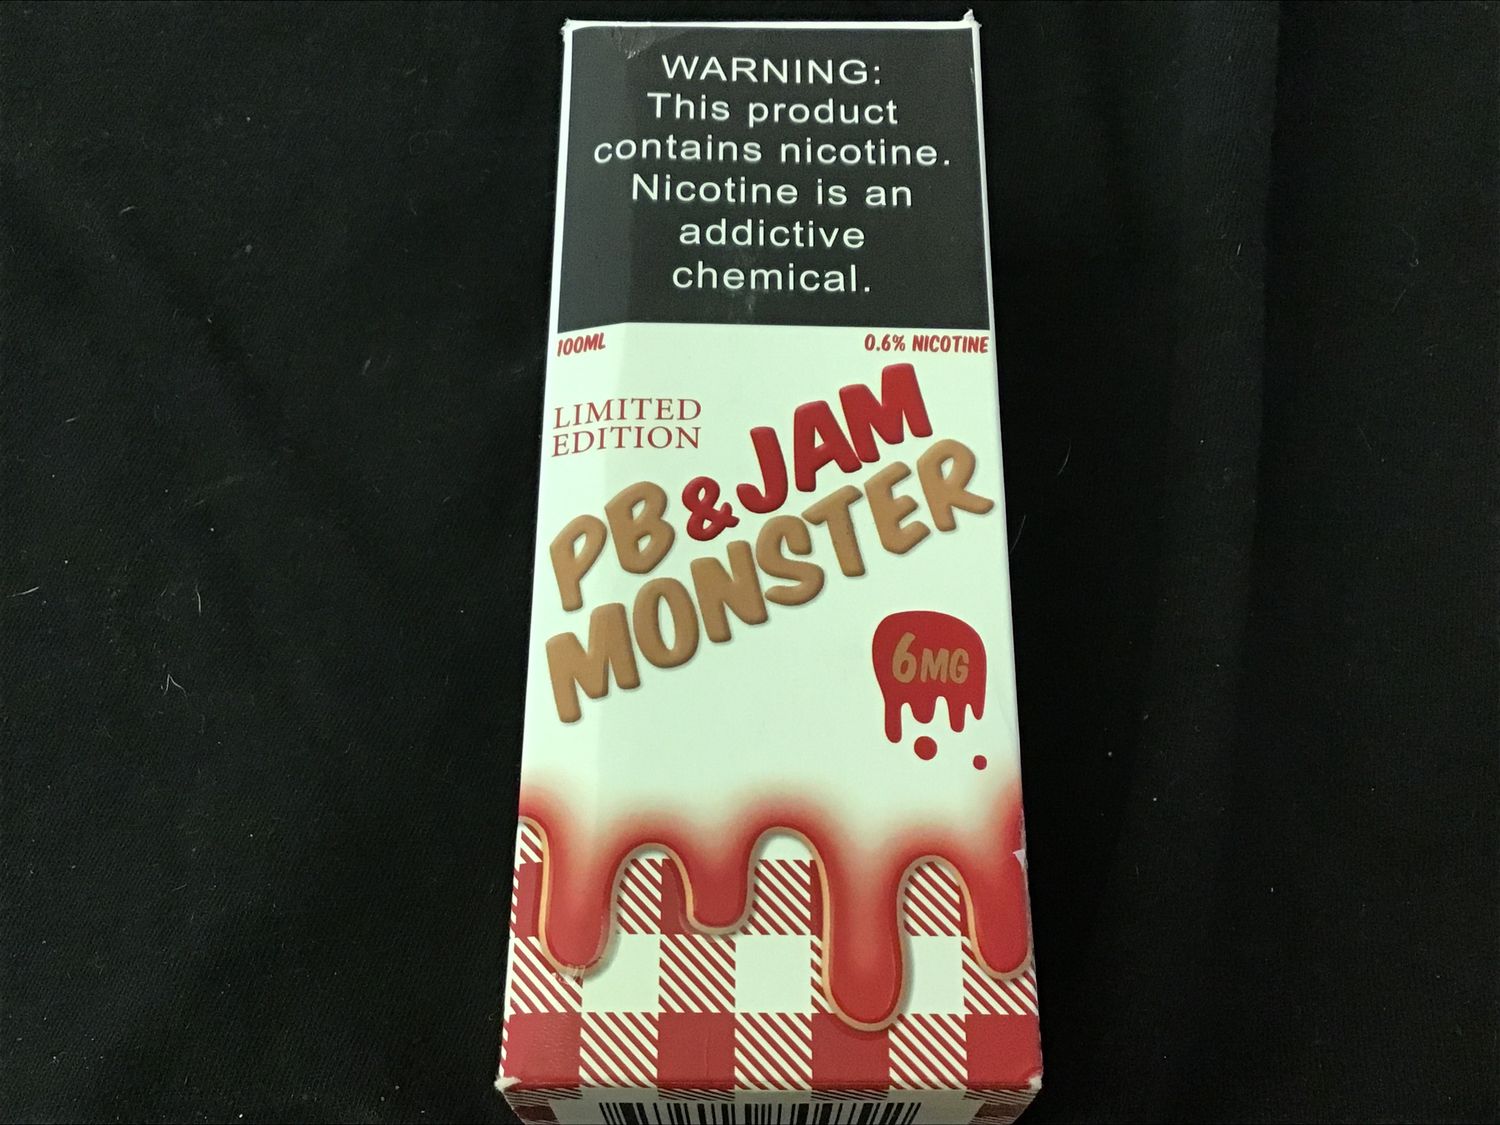 WARNING:
This product
contains nicotine.
Nicotine is an
addictive
chemical.
100ML
0.6% NICOTINE
LIMITED
EDITION
PB & JAM
MONSTER
6MG